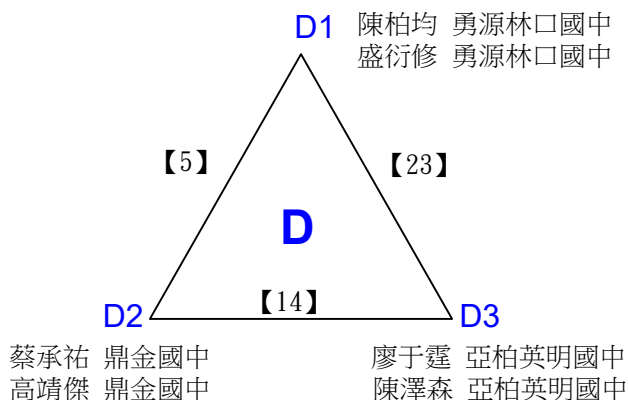 D1 陳柏均 勇源林口國中
盛衍修 勇源林口國中
【5】
【23】
D
【14】
D2
D3
蔡承祐 鼎金國中
高靖傑 鼎金國中
廖于霆 亞柏英明國中
陳澤森 亞柏英明國中